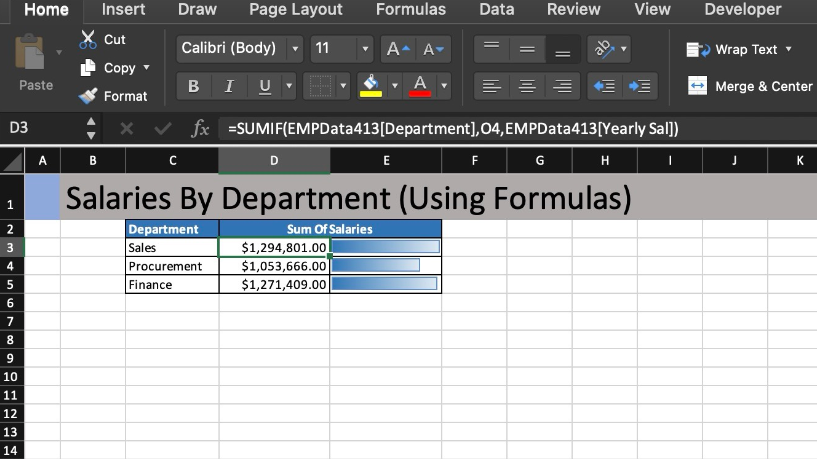 Home Insert Draw Page Layout Formulas Data Review View Developer
Paste
Cut
Copy
Format
Calibri (Body) 11 A A
B I U A
ab
Wrap Text
Merge & Center
D3 fx =SUMIF(EMPData413[Department],O4,EMPData413[Yearly Sal])
A B C D E F G H I J K
1 Salaries By Department (Using Formulas)
2 Department Sum Of Salaries
3 Sales $1,294,801.00
4 Procurement $1,053,666.00
5 Finance $1,271,409.00
6
7
8
9
10
11
12
13
14